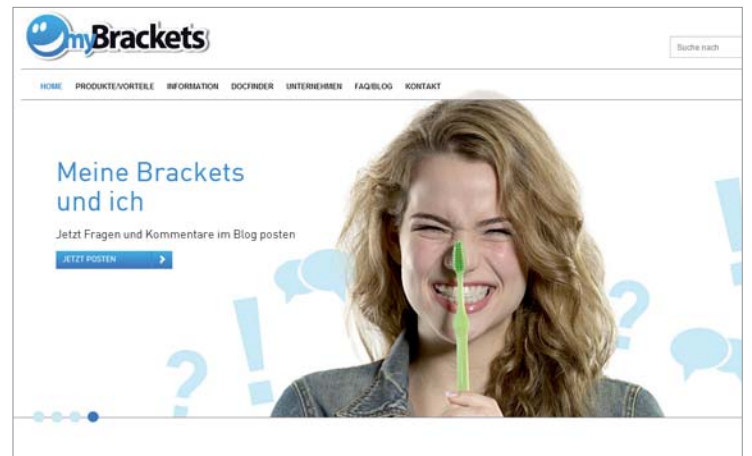 myBrackets
Suche nach
HOME PRODUKTE/VORTEILE INFORMATION DOCFINDER UNTERNEHMEN FAQ/BLOG KONTAKT
Meine Brackets
und ich
Jetzt Fragen und Kommentare im Blog posten
JETZT POSTEN